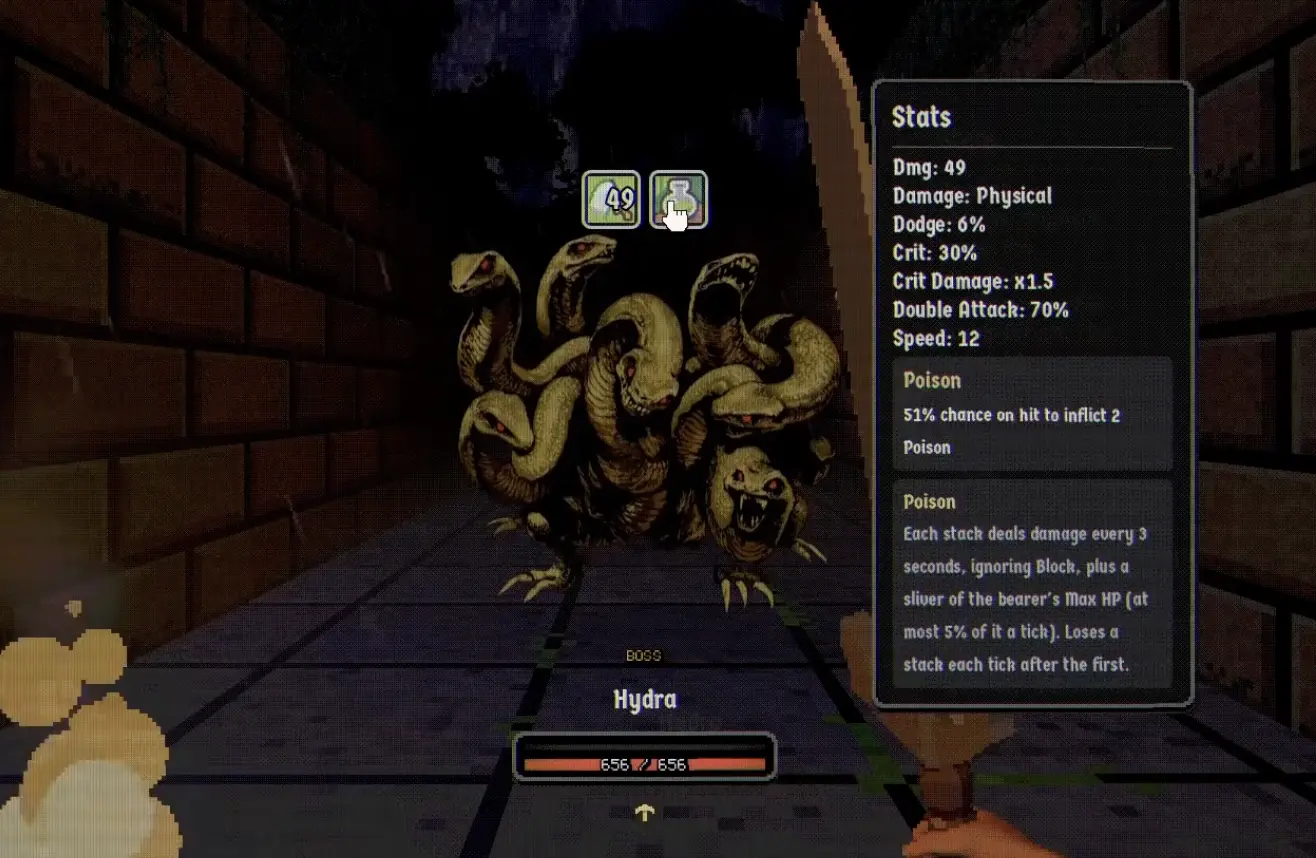 49
Stats
Dmg: 49
Damage: Physical
Dodge: 6%
Crit: 30%
Crit Damage: x1.5
Double Attack: 70%
Speed: 12
Poison
51% chance on hit to inflict 2
Poison
Poison
Each stack deals damage every 3
seconds, ignoring Block, plus a
sliver of the bearer's Max HP (at
most 5% of it a tick). Loses a
stack each tick after the first.
BOSS
Hydra
656 / 656